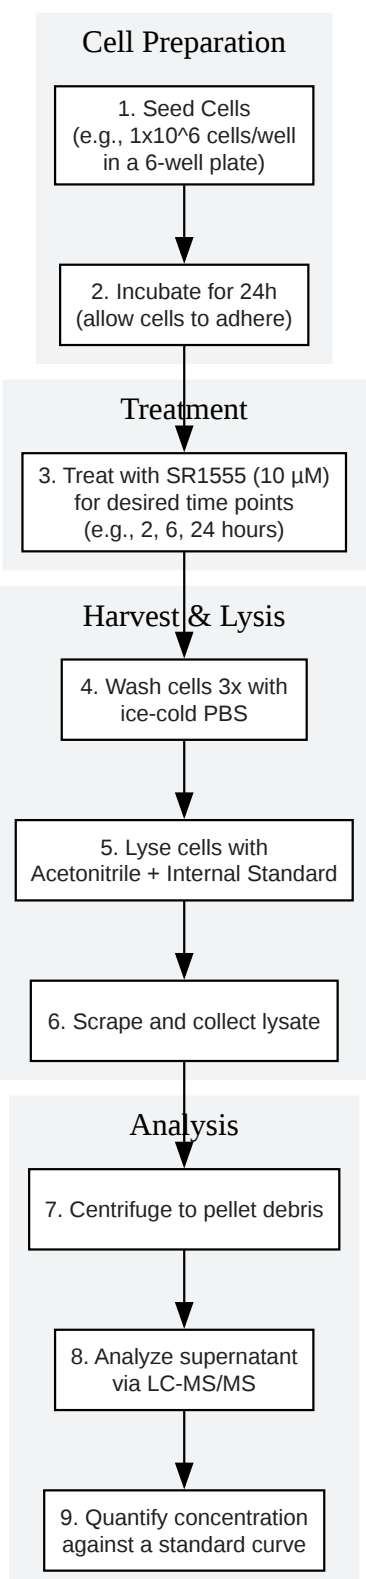 Cell Preparation
1. Seed Cells
(e.g., 1x10^6 cells/well
in a 6-well plate)
2. Incubate for 24h
(allow cells to adhere)
Treatment
3. Treat with SR1555 (10 µM)
for desired time points
(e.g., 2, 6, 24 hours)
Harvest & Lysis
4. Wash cells 3x with
ice-cold PBS
5. Lyse cells with
Acetonitrile + Internal Standard
6. Scrape and collect lysate
Analysis
7. Centrifuge to pellet debris
8. Analyze supernatant
via LC-MS/MS
9. Quantify concentration
against a standard curve